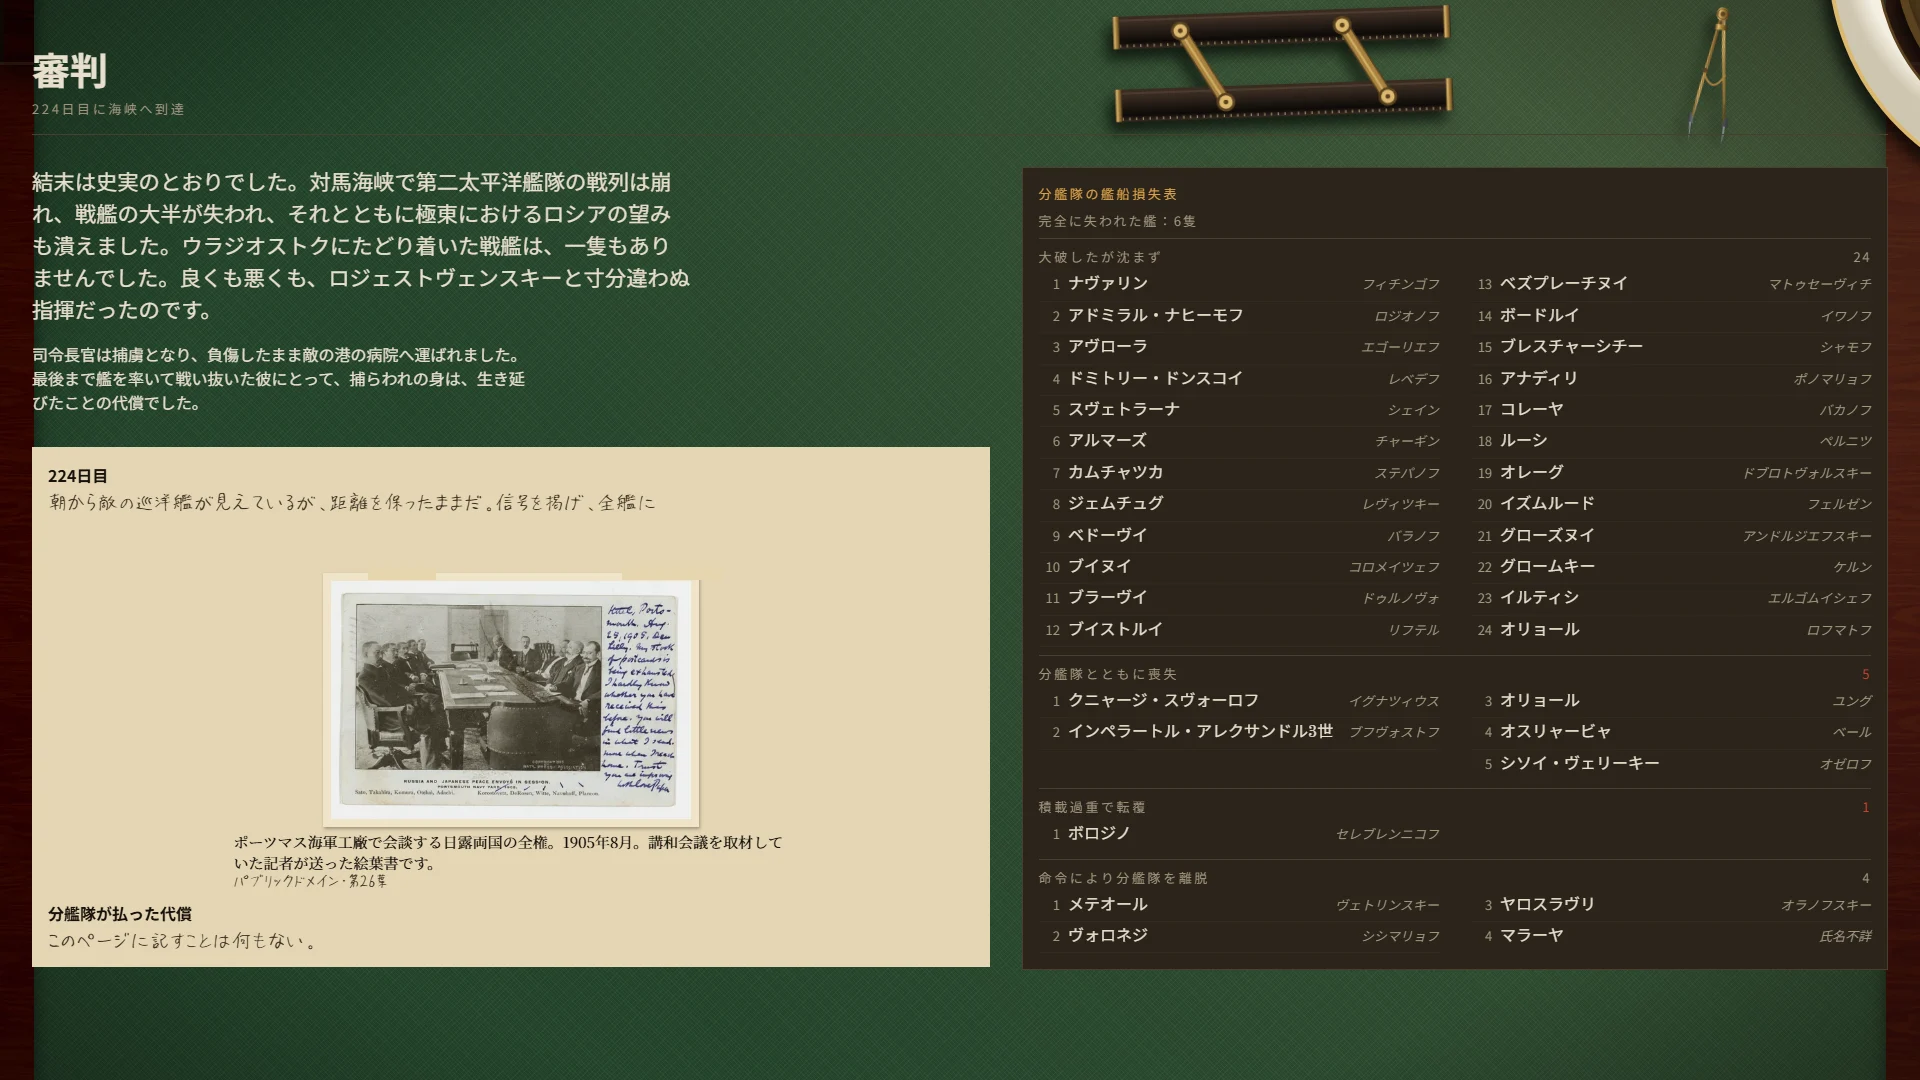 審判
224日目に海峡へ到達
結末は史実のとおりでした。対馬海峡で第二太平洋艦隊の戦列は崩
れ、戦艦の大半が失われ、それとともに極東におけるロシアの望み
も潰えました。ウラジオストクにたどり着いた戦艦は、一隻もあり
ませんでした。良くも悪くも、ロジェストヴェンスキーと寸分違わぬ
指揮だったのです。
司令長官は捕虜となり、負傷したまま敵の港の病院へ運ばれました。
最後まで艦を率いて戦い抜いた彼にとって、捕らわれの身は、生き延
びたことの代償でした。
224日目
朝から敵の巡洋艦が見えているが、距離を保ったままだ。信号を掲げ、全艦に
RUSSIA AND JAPANESE PEACE ENVOYS IN SESSION.
PORTSMOUTH NAVY YARD, 1905.
Sato, Takahira, Komura, Otchai, Adatchi. Korostovetz, DeRosen, Witte, Nabokoff, Plancon.
ポーツマス海軍工廠で会談する日露両国の全権。1905年8月。講和会議を取材して
いた記者が送った絵葉書です。
パブリックドメイン · 第26葉
分艦隊が払った代償
このページに記すことは何もない。
分艦隊の艦船損失表
完全に失われた艦：6隻
大破したが沈まず 24
1 ナヴァリン フィチンゴフ
2 アドミラル・ナヒーモフ ロジオノフ
3 アヴローラ エゴーリエフ
4 ドミトリー・ドンスコイ レベデフ
5 スヴェトラーナ シェイン
6 アルマーズ チャーギン
7 カムチャツカ ステパノフ
8 ジェムチュグ レヴィツキー
9 ベドーヴイ バラノフ
10 ブイヌイ コロメイツェフ
11 ブラーヴイ ドゥルノヴォ
12 ブイストルイ リフテル
13 ベズプレーチヌイ マトゥセーヴィチ
14 ボードルイ イワノフ
15 ブレスチャーシチー シャモフ
16 アナディリ ポノマリョフ
17 コレーヤ バカノフ
18 ルーシ ペルニツ
19 オレーグ ドブロトヴォルスキー
20 イズムルード フェルゼン
21 グローズヌイ アンドルジエフスキー
22 グロームキー ケルン
23 イルティシ エルゴムイシェフ
24 オリョール ロフマトフ
分艦隊とともに喪失 5
1 クニャージ・スヴォーロフ イグナツィウス
2 インペラートル・アレクサンドル3世 ブフヴォストフ
3 オリョール ユング
4 オスリャービャ ベール
5 シソイ・ヴェリーキー オゼロフ
積載過重で転覆 1
1 ボロジノ セレブレンニコフ
命令により分艦隊を離脱 4
1 メテオール ヴェトリンスキー
2 ヴォロネジ シシマリョフ
3 ヤロスラヴリ オラノフスキー
4 マラーヤ 氏名不詳